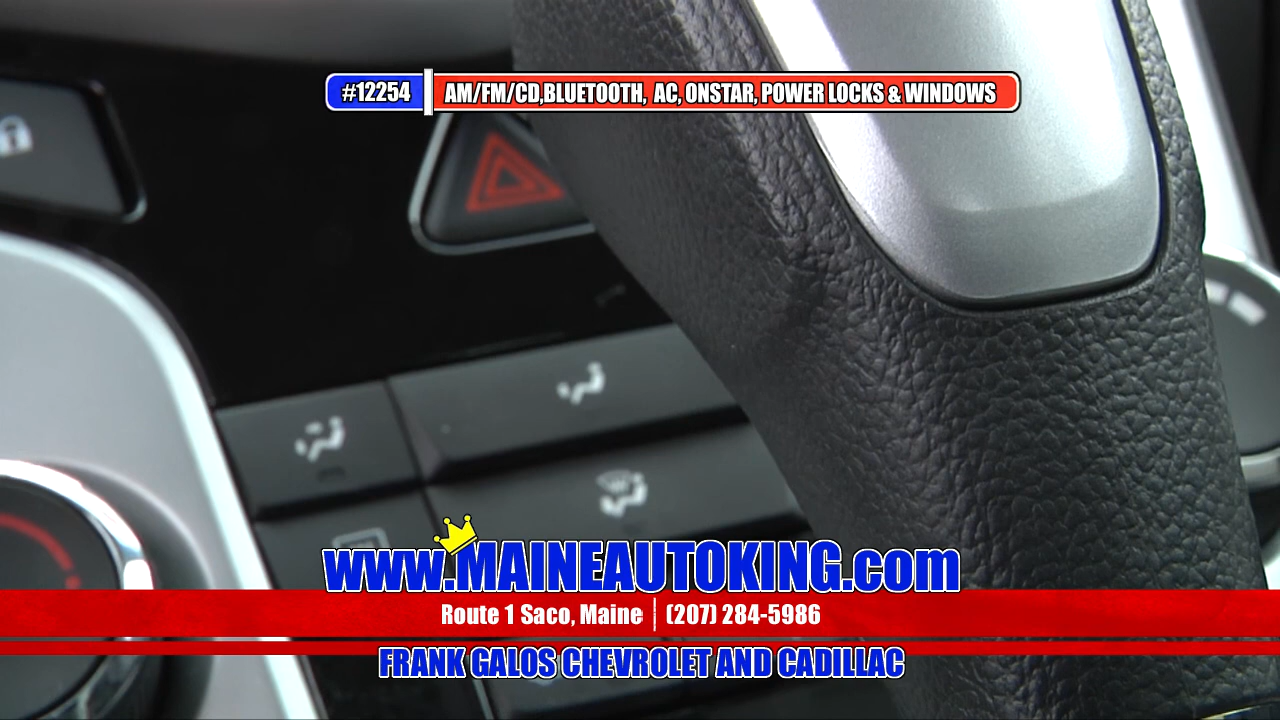 #12254 AM/FM/CD,BLUETOOTH, AC, ONSTAR, POWER LOCKS & WINDOWS
www.MAINEAUTOKING.com
Route 1 Saco, Maine | (207) 284-5986
FRANK GALOS CHEVROLET AND CADILLAC